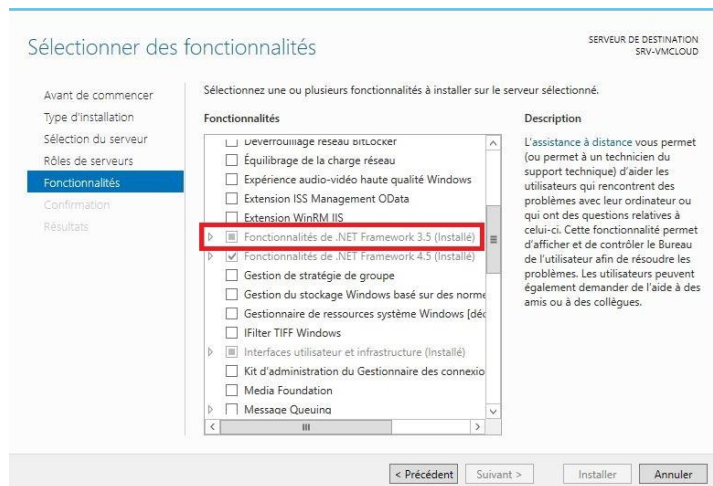 Sélectionner des fonctionnalités
SERVEUR DE DESTINATION
SRV-VMCLOUD
Avant de commencer
Type d'installation
Sélection du serveur
Rôles de serveurs
Fonctionnalités
Confirmation
Résultats
Sélectionnez une ou plusieurs fonctionnalités à installer sur le serveur sélectionné.
Fonctionnalités
Déverrouillage réseau BitLocker
Équilibrage de la charge réseau
Expérience audio-vidéo haute qualité Windows
Extension ISS Management OData
Extension WinRM IIS
Fonctionnalités de .NET Framework 3.5 (Installé)
Fonctionnalités de .NET Framework 4.5 (Installé)
Gestion de stratégie de groupe
Gestion du stockage Windows basé sur des norme
Gestionnaire de ressources système Windows [déc
IFilter TIFF Windows
Interfaces utilisateur et infrastructure (Installé)
Kit d'administration du Gestionnaire des connexio
Media Foundation
Message Queuing
Description
L'assistance à distance vous permet
(ou permet à un technicien du
support technique) d'aider les
utilisateurs qui rencontrent des
problèmes avec leur ordinateur ou
qui ont des questions relatives à
celui-ci. Cette fonctionnalité permet
d'afficher et de contrôler le Bureau
de l'utilisateur afin de résoudre les
problèmes. Les utilisateurs peuvent
également demander de l'aide à des
amis ou à des collègues.
< Précédent
Suivant >
Installer
Annuler